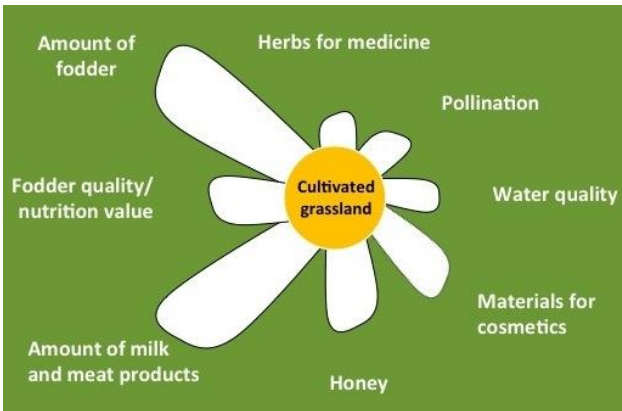 Amount of
fodder
Herbs for medicine
Pollination
Fodder quality/
nutrition value
Cultivated
grassland
Water quality
Materials for
cosmetics
Amount of milk
and meat products
Honey